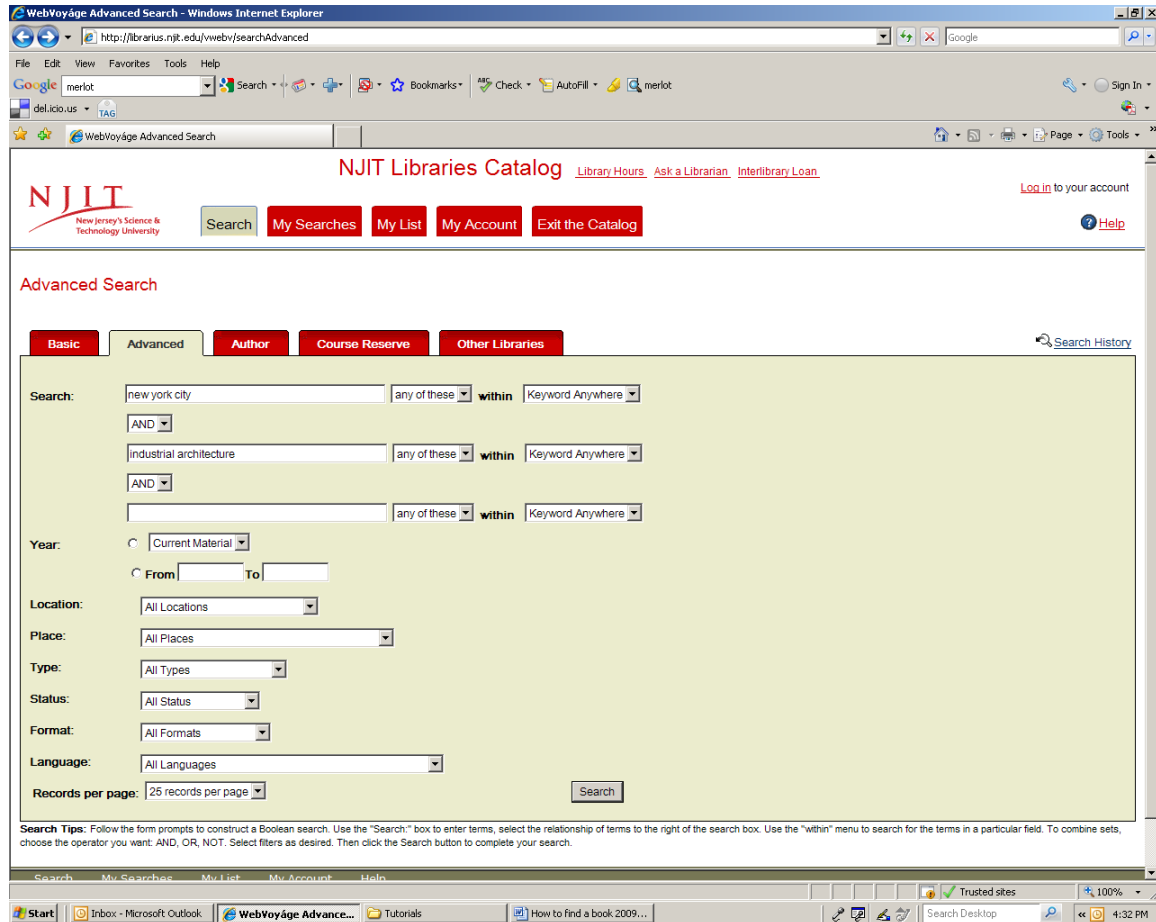 WebVoyáge Advanced Search - Windows Internet Explorer
http://librarius.njit.edu/vwebv/searchAdvanced
Google
File Edit View Favorites Tools Help
Google merlot Search Bookmarks Check AutoFill merlot Sign In
del.icio.us TAG
WebVoyáge Advanced Search Page Tools
NJIT Libraries Catalog Library Hours Ask a Librarian Interlibrary Loan
Log in to your account
NJIT
New Jersey's Science &
Technology University
Search My Searches My List My Account Exit the Catalog Help
Advanced Search
Basic Advanced Author Course Reserve Other Libraries Search History
Search: new york city any of these within Keyword Anywhere
AND
industrial architecture any of these within Keyword Anywhere
AND
any of these within Keyword Anywhere
Year: Current Material
From To
Location: All Locations
Place: All Places
Type: All Types
Status: All Status
Format: All Formats
Language: All Languages
Records per page: 25 records per page Search
Search Tips: Follow the form prompts to construct a Boolean search. Use the "Search:" box to enter terms, select the relationship of terms to the right of the search box. Use the "within" menu to search for the terms in a particular field. To combine sets,
choose the operator you want: AND, OR, NOT. Select filters as desired. Then click the Search button to complete your search.
Search My Searches My List My Account Help
Trusted sites 100%
Start Inbox - Microsoft Outlook WebVoyáge Advance... Tutorials How to find a book 2009... Search Desktop 4:32 PM